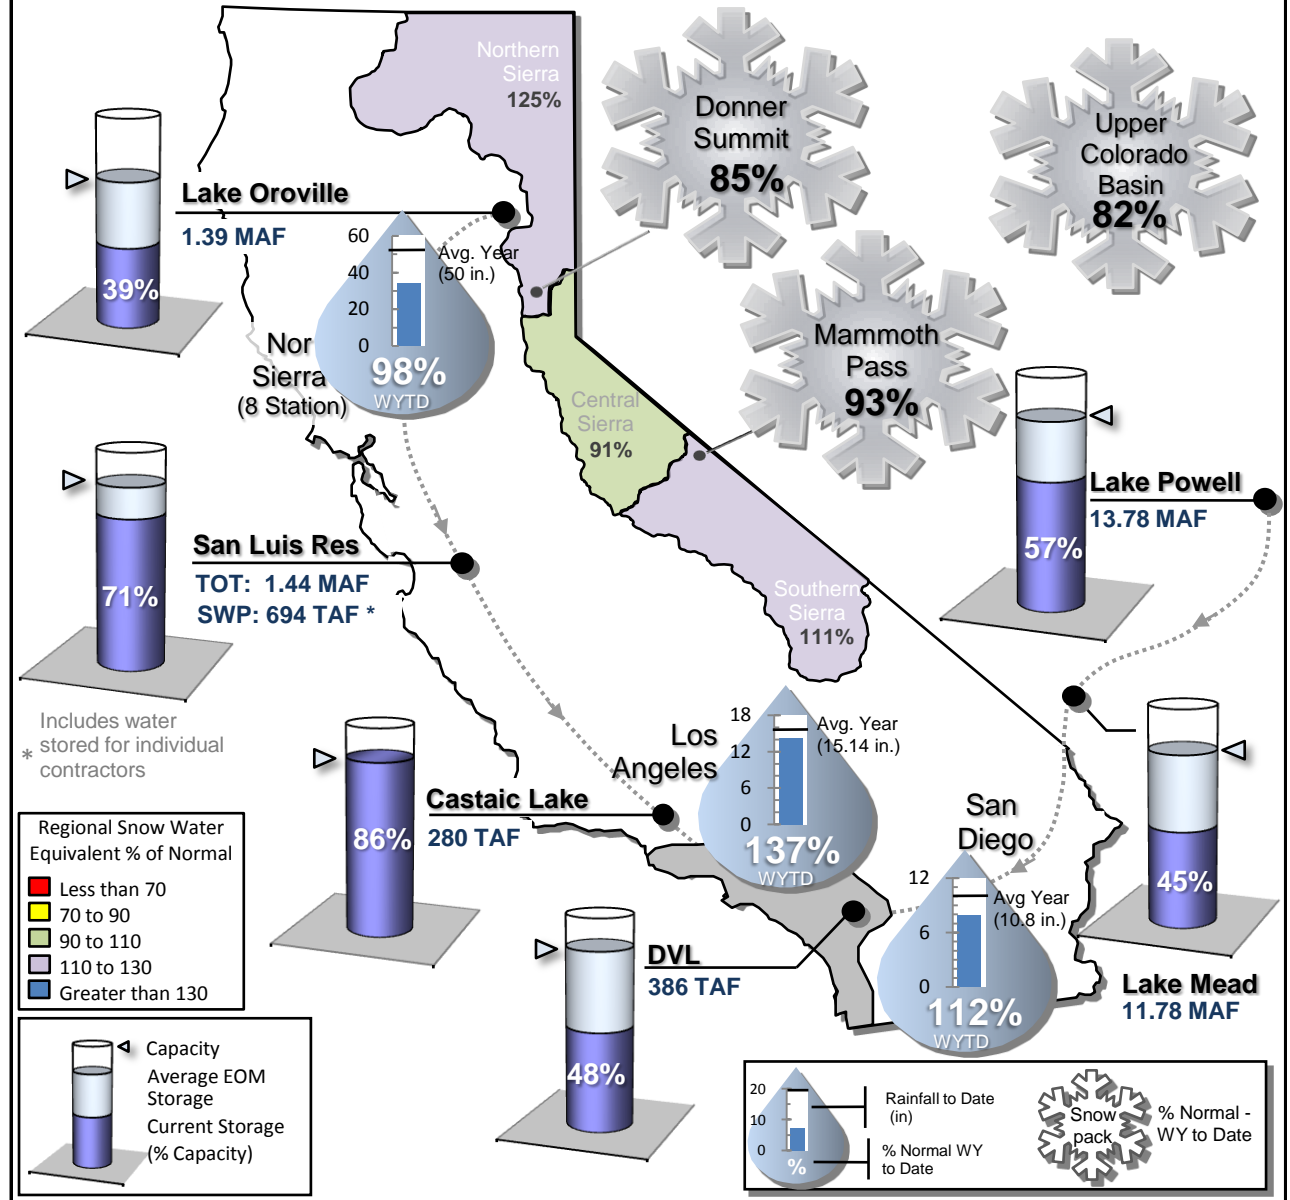 Northern
Sierra
125%
Donner
Summit
85%
Upper
Colorado
Basin
82%
Lake Oroville
1.39 MAF
39%
60
40
20
0
Avg. Year
(50 in.)
98%
WYTD
Nor
Sierra
(8 Station)
Mammoth
Pass
93%
Central
Sierra
91%
Lake Powell
13.78 MAF
57%
San Luis Res
TOT: 1.44 MAF
SWP: 694 TAF *
71%
Southern
Sierra
111%
* Includes water
stored for individual
contractors
Los
Angeles
18
12
6
0
Avg. Year
(15.14 in.)
137%
WYTD
Castaic Lake
280 TAF
86%
San
Diego
12
6
0
Avg Year
(10.8 in.)
112%
WYTD
45%
Lake Mead
11.78 MAF
DVL
386 TAF
48%
Regional Snow Water
Equivalent % of Normal
Less than 70
70 to 90
90 to 110
110 to 130
Greater than 130
Capacity
Average EOM
Storage
Current Storage
(% Capacity)
20
10
0
%
Rainfall to Date
(in)
% Normal WY
to Date
Snow
pack
% Normal -
WY to Date